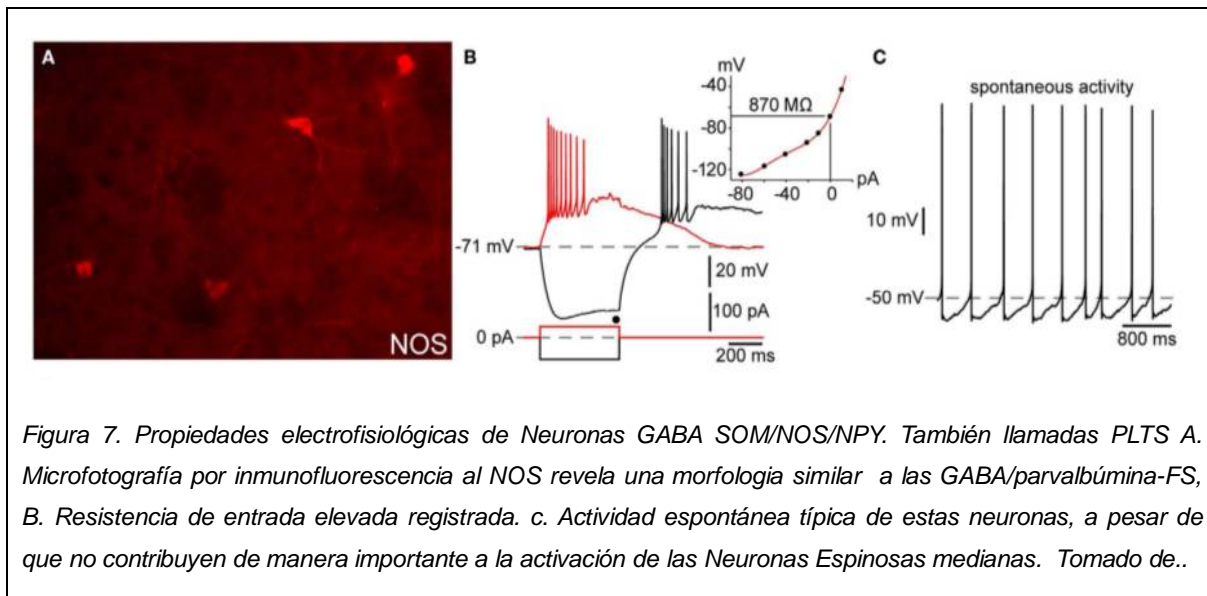 A
NOS
B
mV
-40
870 MΩ
-80
-120
pA
-80
-40
0
-71 mV
20 mV
100 pA
0 pA
200 ms
C
spontaneous activity
10 mV
-50 mV
800 ms
Figura 7. Propiedades electrofisiológicas de Neuronas GABA SOM/NOS/NPY. También llamadas PLTS A.
Microfotografía por inmunofluorescencia al NOS revela una morfologia similar a las GABA/parvalbúmina-FS,
B. Resistencia de entrada elevada registrada. c. Actividad espontánea típica de estas neuronas, a pesar de
que no contribuyen de manera importante a la activación de las Neuronas Espinosas medianas. Tomado de..